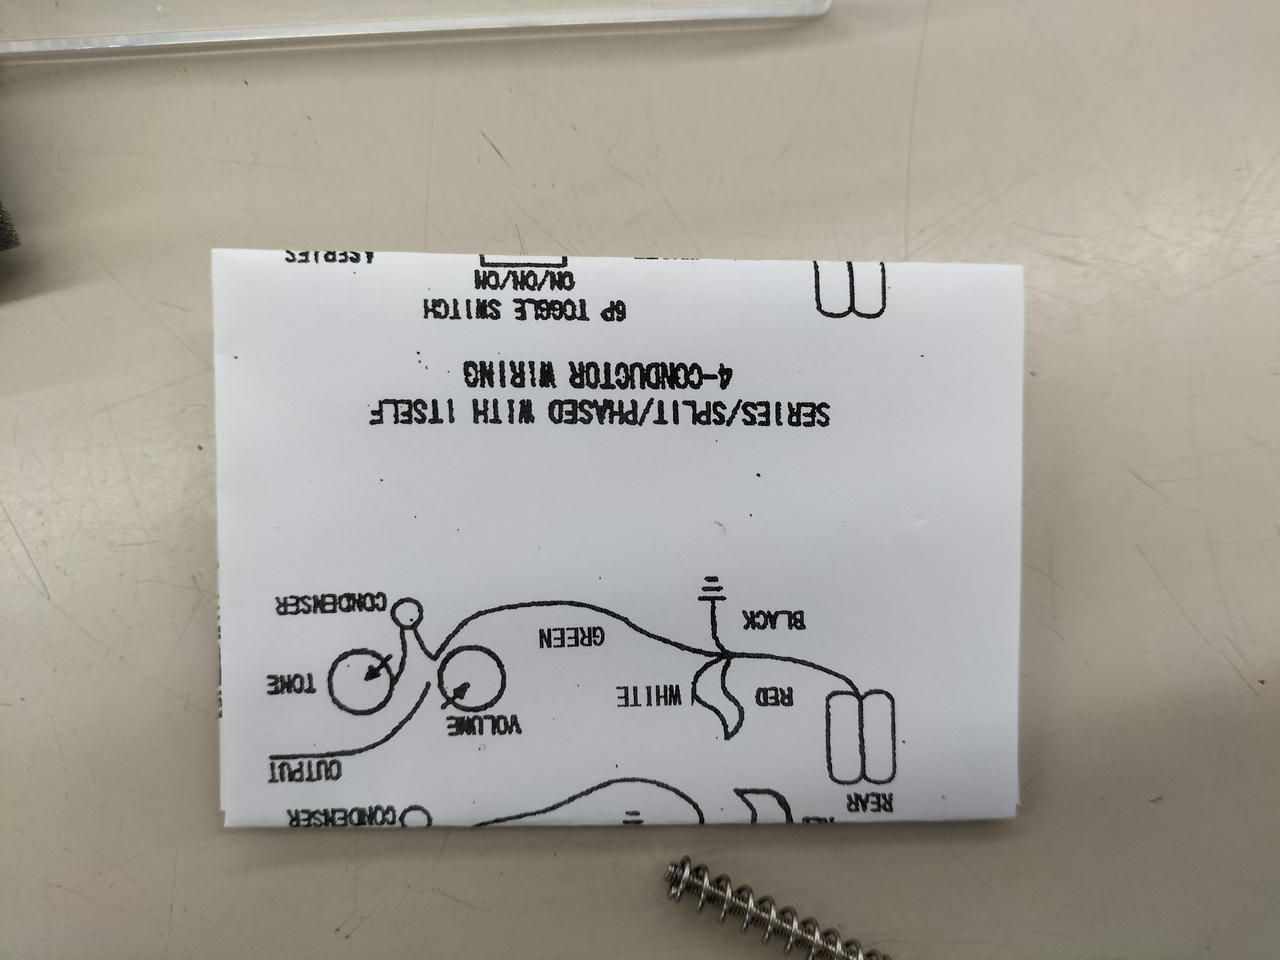 CONDENSER
REAR
OUTPUT
VOLUME
RED
WHITE
TONE
GREEN
BLACK
CONDENSER
SERIES/SPLIT/PHASED WITH ITSELF
4-CONDUCTOR WIRING
6P TOGGLE SWITCH
ON/ON/ON
&SERIES